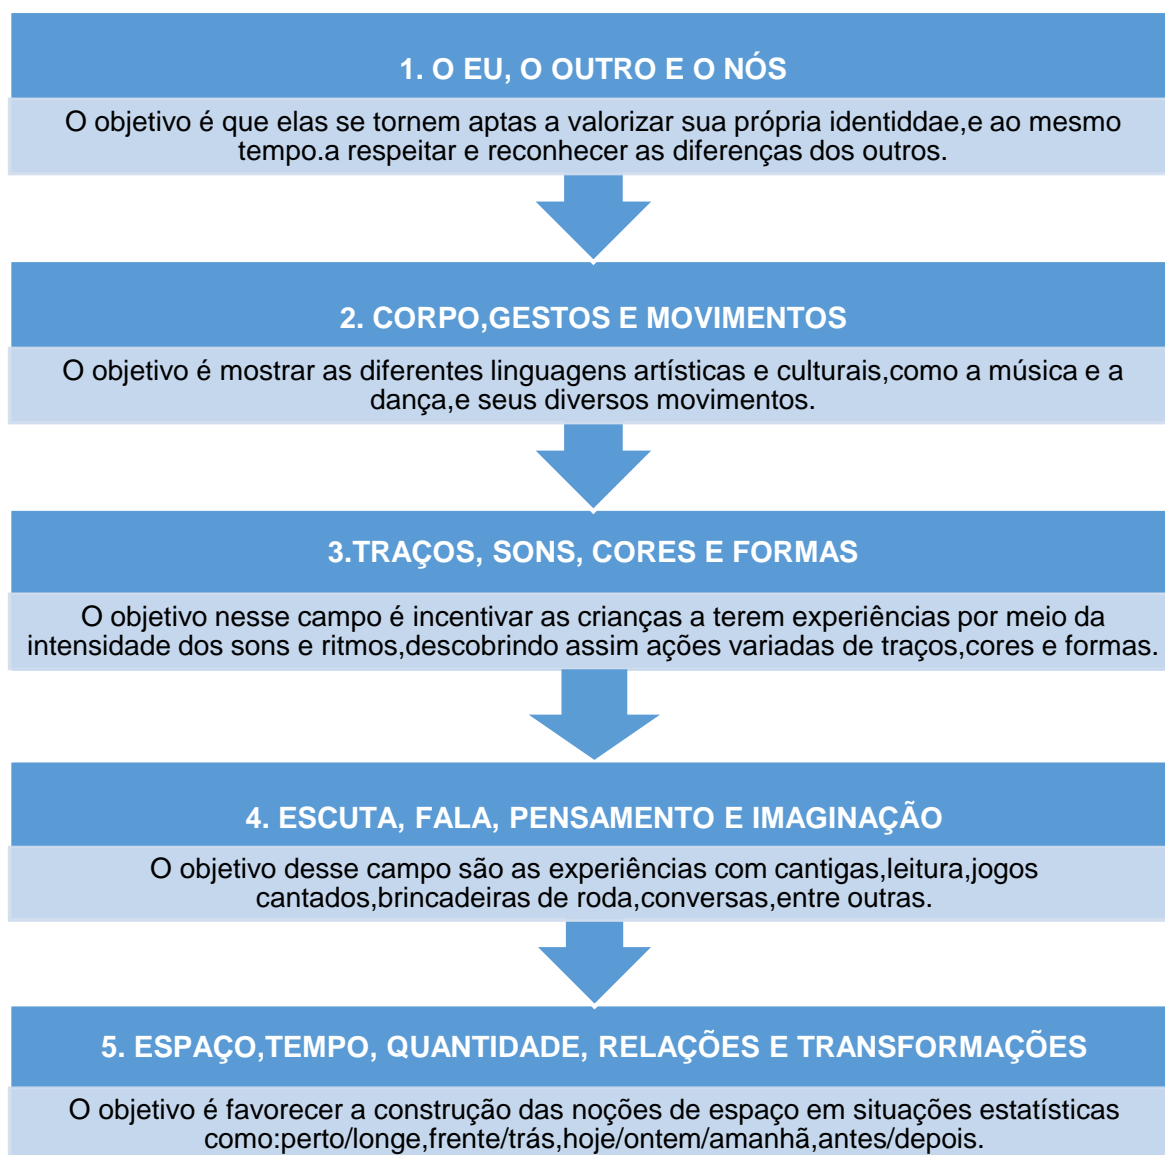 1. O EU, O OUTRO E O NÓS
O objetivo é que elas se tornem aptas a valorizar sua própria identiddae,e ao mesmo
tempo.a respeitar e reconhecer as diferenças dos outros.
2. CORPO,GESTOS E MOVIMENTOS
O objetivo é mostrar as diferentes linguagens artísticas e culturais,como a música e a
dança,e seus diversos movimentos.
3.TRAÇOS, SONS, CORES E FORMAS
O objetivo nesse campo é incentivar as crianças a terem experiências por meio da
intensidade dos sons e ritmos,descobrindo assim ações variadas de traços,cores e formas.
4. ESCUTA, FALA, PENSAMENTO E IMAGINAÇÃO
O objetivo desse campo são as experiências com cantigas,leitura,jogos
cantados,brincadeiras de roda,conversas,entre outras.
5. ESPAÇO,TEMPO, QUANTIDADE, RELAÇÕES E TRANSFORMAÇÕES
O objetivo é favorecer a construção das noções de espaço em situações estatísticas
como:perto/longe,frente/trás,hoje/ontem/amanhã,antes/depois.